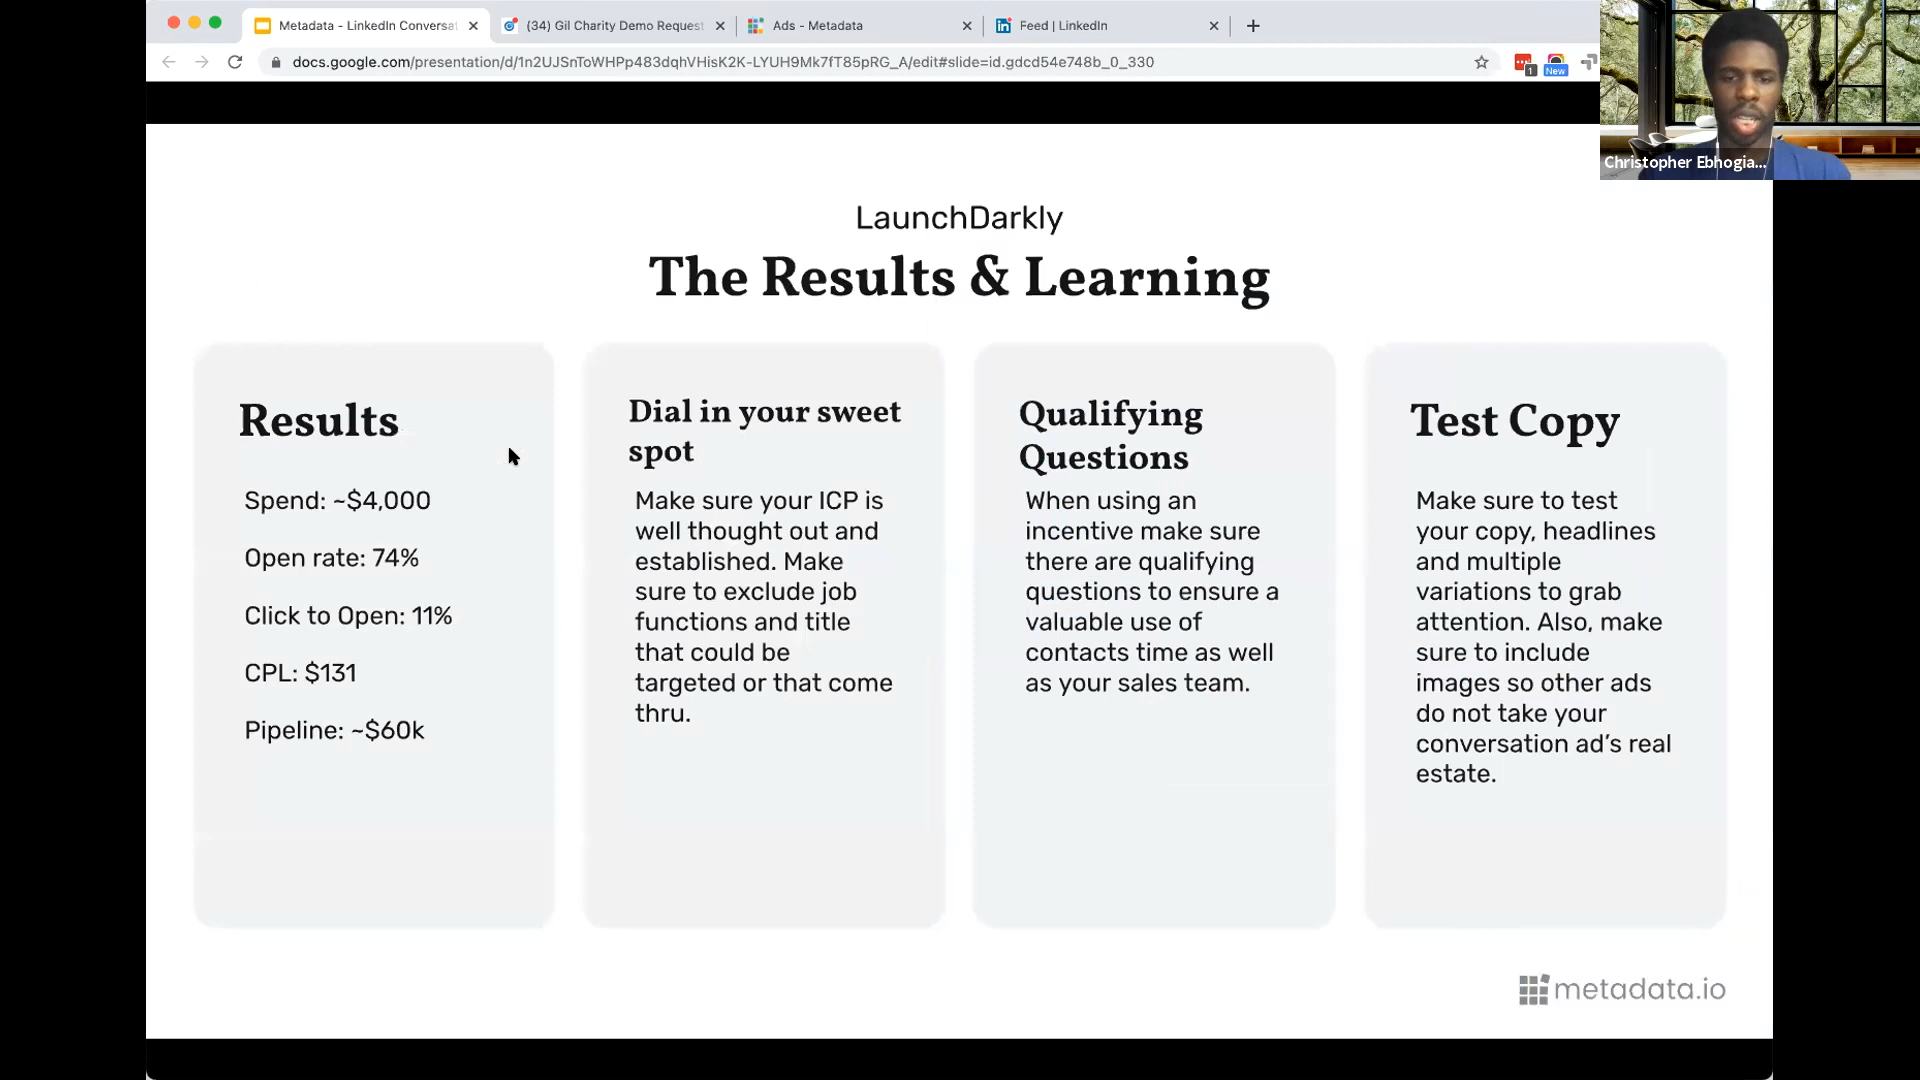 Metadata - LinkedIn Conversat
(34) Gil Charity Demo Request
Ads - Metadata
Feed | LinkedIn
docs.google.com/presentation/d/1n2UJSnToWHPp483dqhVHisK2K-LYUH9Mk7fT85pRG_A/edit#slide=id.gdcd54e748b_0_330
1
New
Christopher Ebhogia...
LaunchDarkly
The Results & Learning
Results
Spend: ~$4,000
Open rate: 74%
Click to Open: 11%
CPL: $131
Pipeline: ~$60k
Dial in your sweet
spot
Make sure your ICP is
well thought out and
established. Make
sure to exclude job
functions and title
that could be
targeted or that come
thru.
Qualifying
Questions
When using an
incentive make sure
there are qualifying
questions to ensure a
valuable use of
contacts time as well
as your sales team.
Test Copy
Make sure to test
your copy, headlines
and multiple
variations to grab
attention. Also, make
sure to include
images so other ads
do not take your
conversation ad's real
estate.
metadata.io